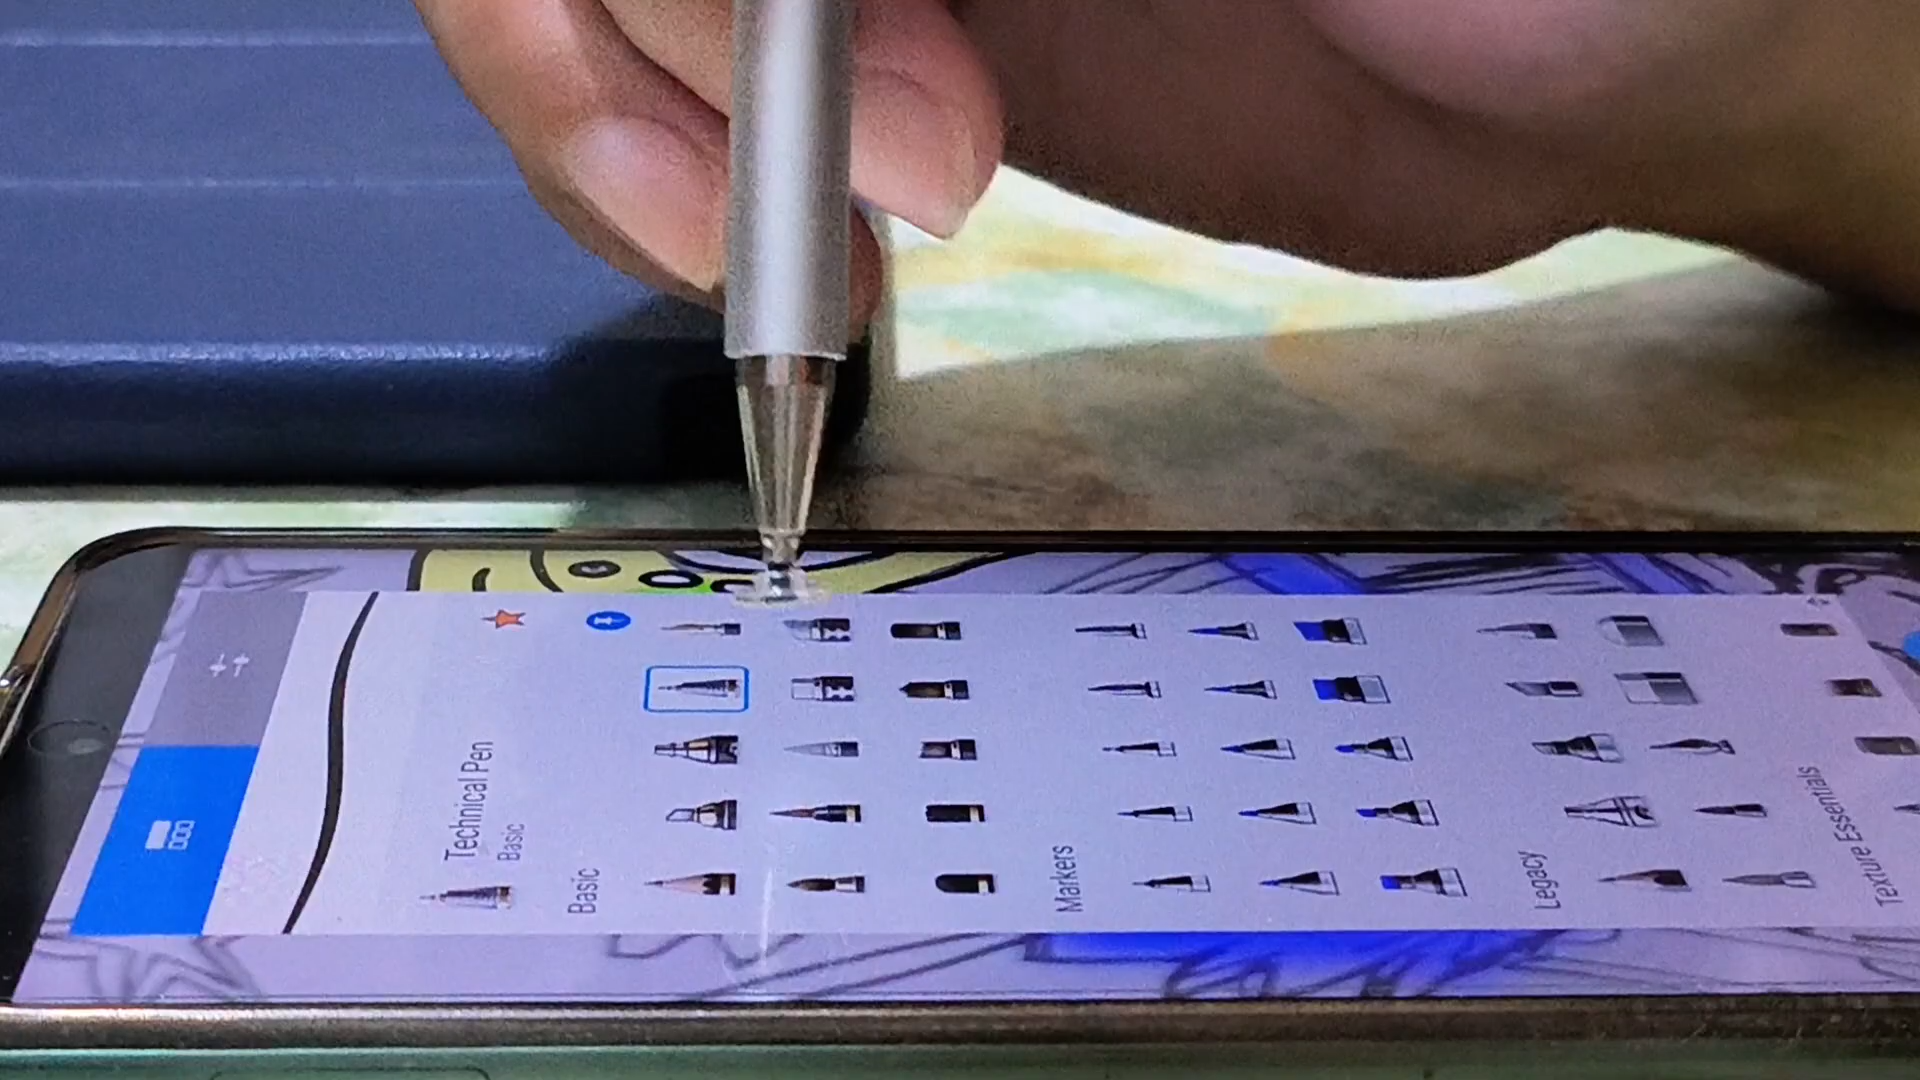 Technical Pen
Basic
Basic
Markers
Legacy
Texture Essentials